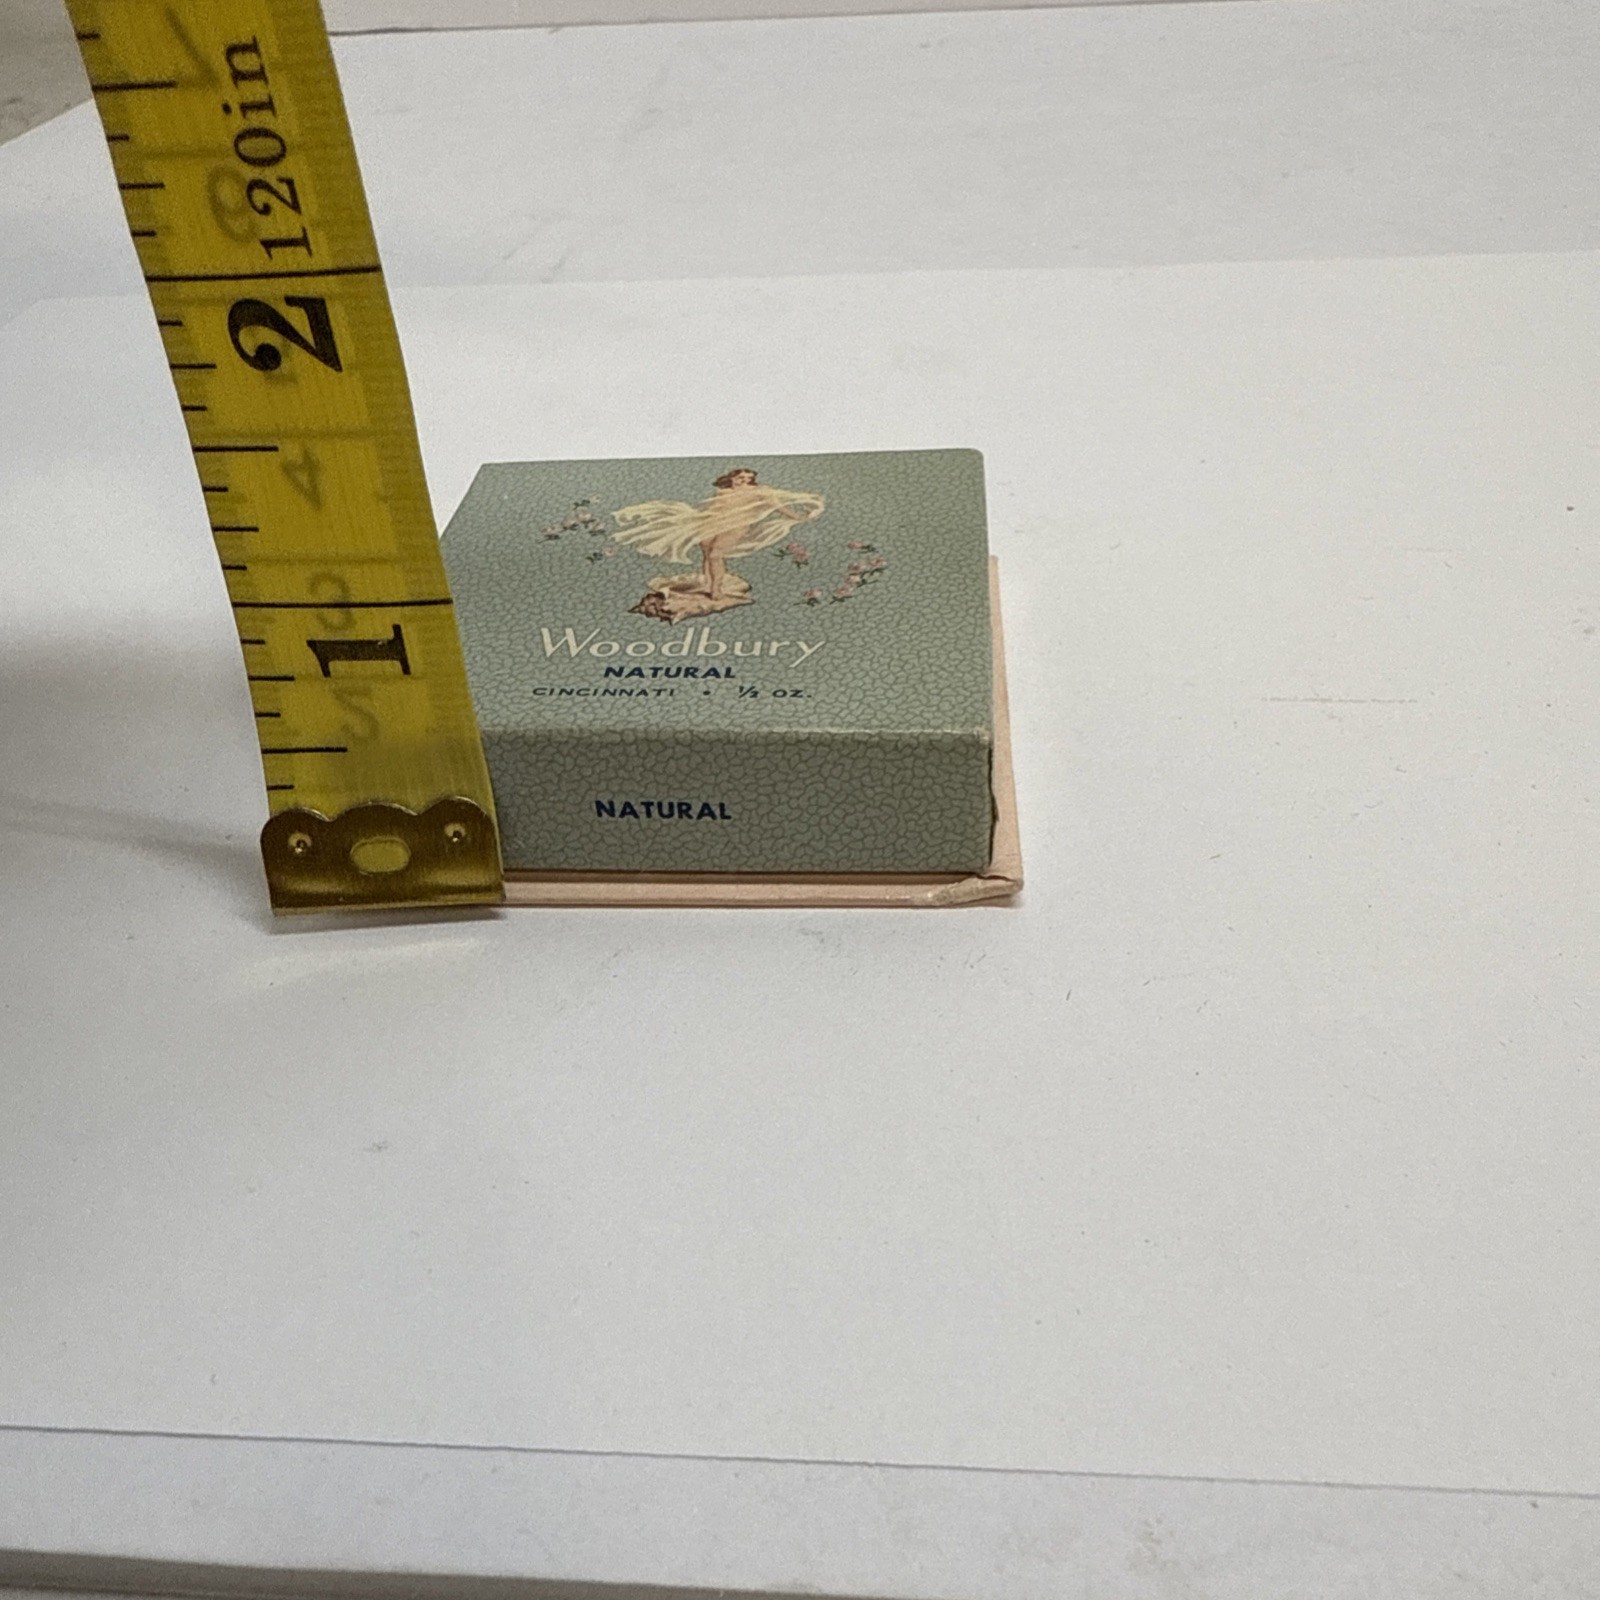 120in
2
1
Woodbury
NATURAL
CINCINNATI • 1/2 OZ.
NATURAL